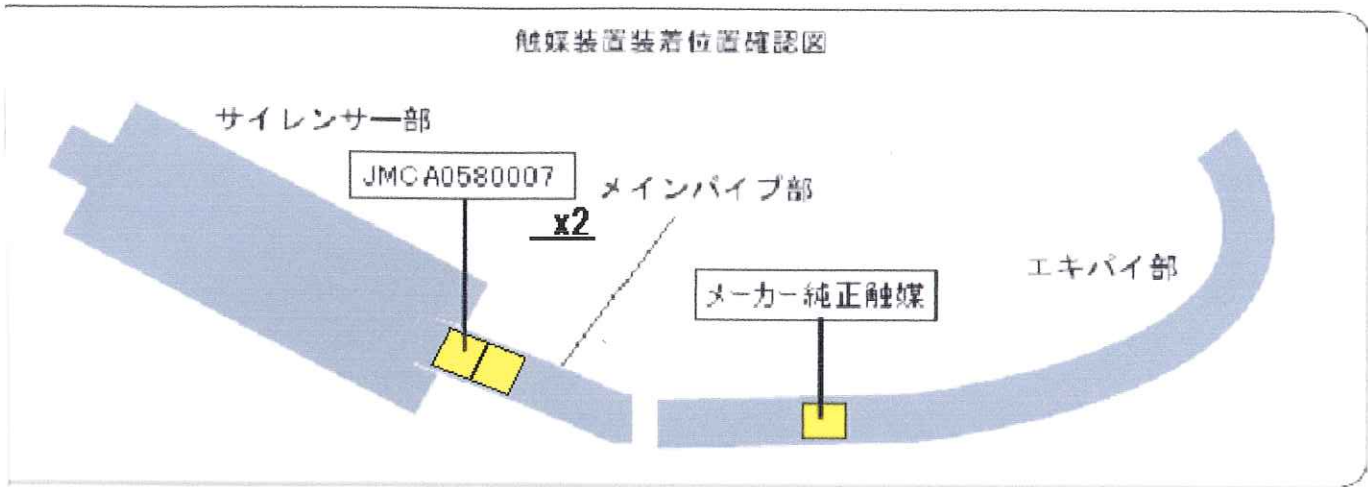 触媒装置装着位置確認図
サイレンサー部
JMCA0580007
x2
メインパイプ部
メーカー純正触媒
エキパイ部